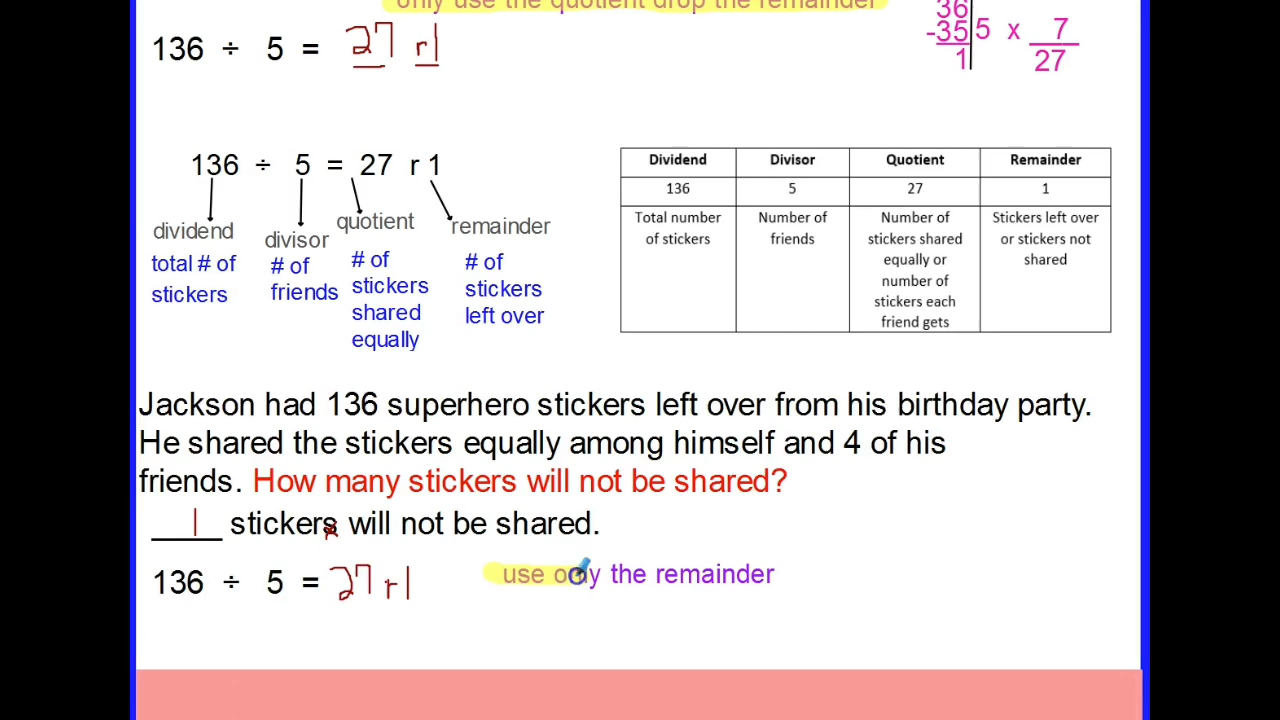 only use the quotient drop the remainder
136 ÷ 5 = 27 r1
36
-35 5 x 7
1 27
136 ÷ 5 = 27 r 1
dividend divisor quotient remainder
total # of
stickers
# of
friends
# of
stickers
shared
equally
# of
stickers
left over
Dividend Divisor Quotient Remainder
136 5 27 1
Total number
of stickers
Number of
friends
Number of
stickers shared
equally or
number of
stickers each
friend gets
Stickers left over
or stickers not
shared
Jackson had 136 superhero stickers left over from his birthday party.
He shared the stickers equally among himself and 4 of his
friends. How many stickers will not be shared?
1 stickers will not be shared.
136 ÷ 5 = 27 r1
use only the remainder